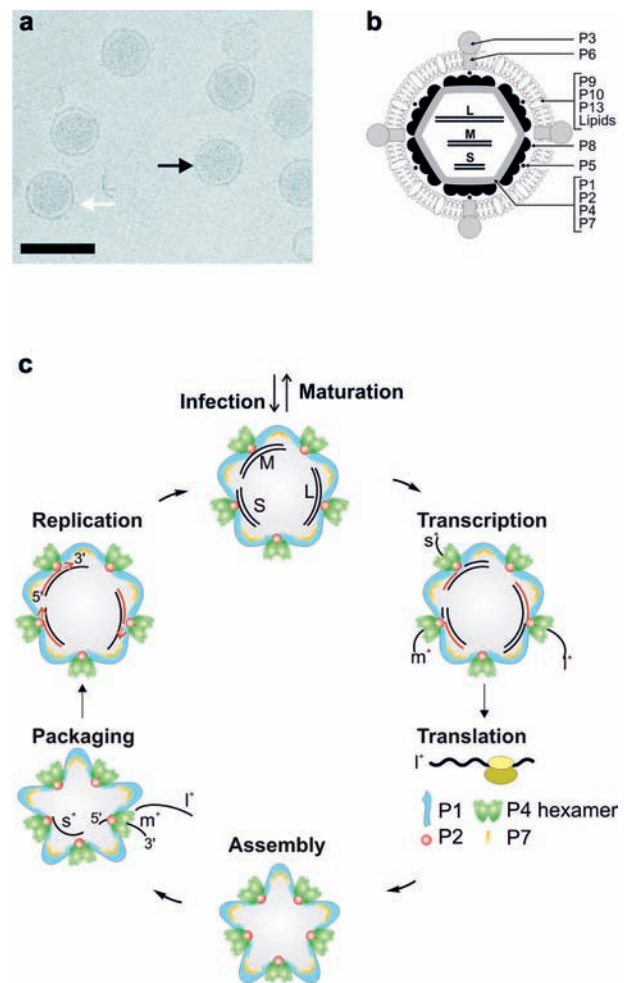 a
b
P3
P6
P9
P10
P13
Lipids
P8
P5
P1
P2
P4
P7
L
M
S
c
Infection
Maturation
M
S
L
Replication
3'
5'
Transcription
s⁺
m⁺
l⁺
Packaging
s⁺
5'
m⁺
3'
l⁺
Translation
l⁺
P1
P4 hexamer
P2
P7
Assembly